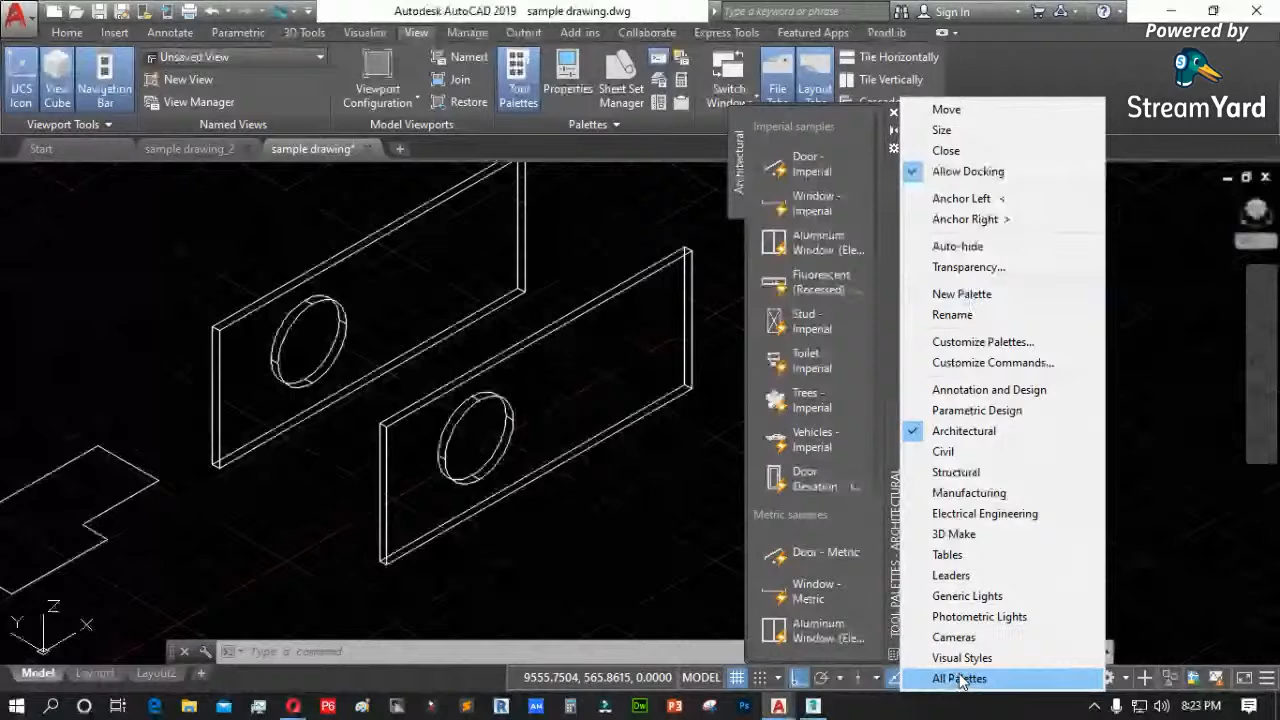 Autodesk AutoCAD 2019 sample drawing.dwg
Type a keyword or phrase
Sign In
Powered by
StreamYard
Home Insert Annotate Parametric 3D Tools Visualize View Manage Output Add-ins Collaborate Express Tools Featured Apps
UCS Icon
View Cube
Navigation Bar
Unsaved View
New View
View Manager
Viewport Configuration
Named
Join
Restore
Tool Palettes
Properties
Sheet Set Manager
Switch
File
Layout
Tile Horizontally
Tile Vertically
Viewport Tools
Named Views
Model Viewports
Palettes
Start
sample drawing_2
sample drawing*
Architectural
Imperial samples
Door -
Imperial
Window -
Imperial
Aluminum
Window (Ele...
Fluorescent
(Recessed)
Stud -
Imperial
Toilet
Imperial
Trees -
Imperial
Vehicles -
Imperial
Door
Elevation
Metric samples
Door - Metric
Window -
Metric
Aluminum
Window (Ele...
TOOL PALETTES - ARCHITECTURAL
Move
Size
Close
Allow Docking
Anchor Left <
Anchor Right >
Auto-hide
Transparency...
New Palette
Rename
Customize Palettes...
Customize Commands...
Annotation and Design
Parametric Design
Architectural
Civil
Structural
Manufacturing
Electrical Engineering
3D Make
Tables
Leaders
Generic Lights
Photometric Lights
Cameras
Visual Styles
All Palettes
Z
Y
X
Type a command
Model Layout1 Layout2
9555.7504, 565.8615, 0.0000 MODEL
8:23 PM